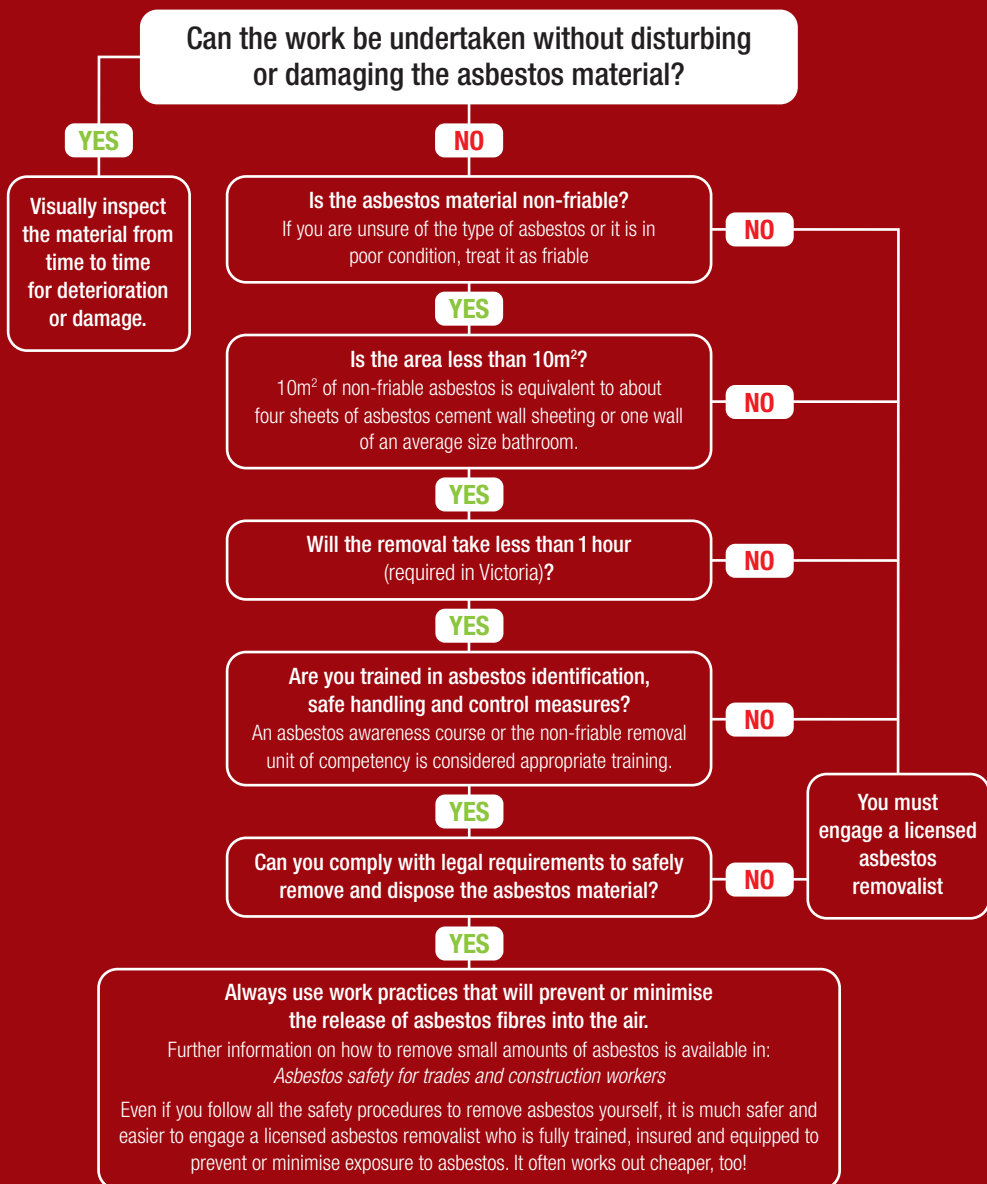 Can the work be undertaken without disturbing
or damaging the asbestos material?
YES
NO
Visually inspect
the material from
time to time
for deterioration
or damage.
Is the asbestos material non-friable?
If you are unsure of the type of asbestos or it is in
poor condition, treat it as friable
NO
YES
Is the area less than 10m²?
10m² of non-friable asbestos is equivalent to about
four sheets of asbestos cement wall sheeting or one wall
of an average size bathroom.
NO
YES
Will the removal take less than 1 hour
(required in Victoria)?
NO
YES
Are you trained in asbestos identification,
safe handling and control measures?
An asbestos awareness course or the non-friable removal
unit of competency is considered appropriate training.
NO
YES
You must
engage a licensed
asbestos
removalist
Can you comply with legal requirements to safely
remove and dispose the asbestos material?
NO
YES
Always use work practices that will prevent or minimise
the release of asbestos fibres into the air.
Further information on how to remove small amounts of asbestos is available in:
Asbestos safety for trades and construction workers
Even if you follow all the safety procedures to remove asbestos yourself, it is much safer and
easier to engage a licensed asbestos removalist who is fully trained, insured and equipped to
prevent or minimise exposure to asbestos. It often works out cheaper, too!